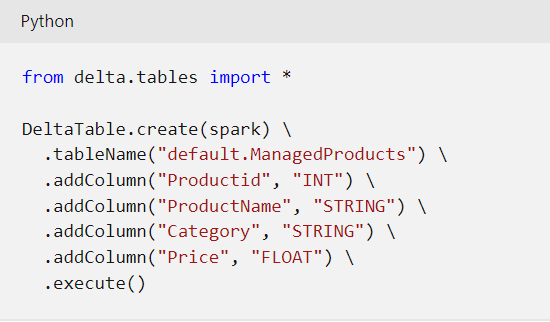 Python
from delta.tables import *
DeltaTable.create(spark) \
  .tableName("default.ManagedProducts") \
  .addColumn("Productid", "INT") \
  .addColumn("ProductName", "STRING") \
  .addColumn("Category", "STRING") \
  .addColumn("Price", "FLOAT") \
  .execute()